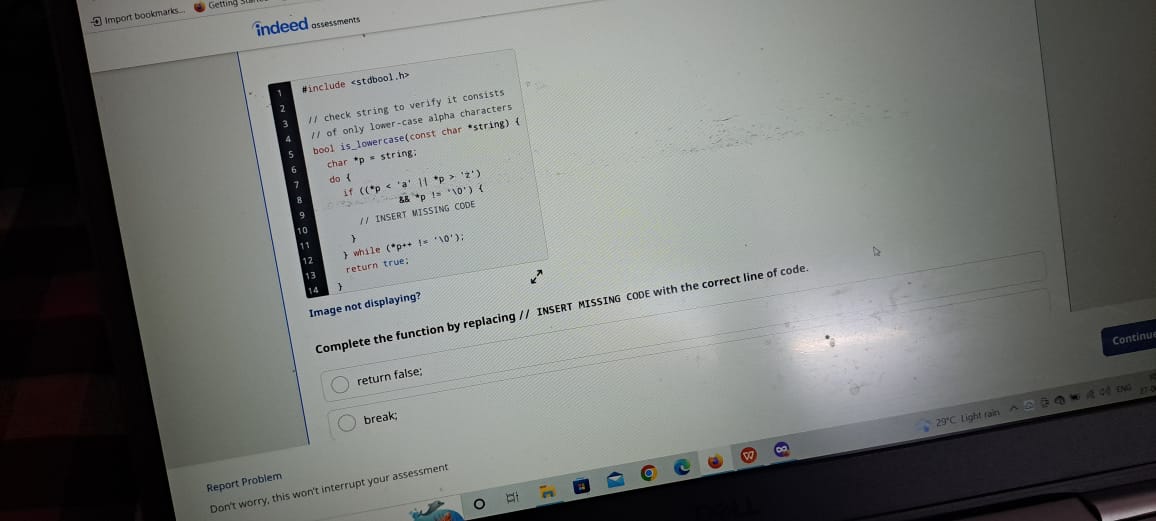 Import bookmarks...
Getting
indeed assessments
1 #include <stdbool.h>
2
3 // check string to verify it consists
4 // of only lower-case alpha characters
5 bool is_lowercase(const char *string) {
6 char *p = string;
7 do {
8 if ((*p < 'a' || *p > 'z')
9 && *p != '\0') {
10 // INSERT MISSING CODE
11 }
12 } while (*p++ != '\0');
13 return true;
14 }
Image not displaying?
Complete the function by replacing // INSERT MISSING CODE with the correct line of code.
return false;
break;
Continue
Report Problem
Don't worry, this won't interrupt your assessment
29°C Light rain
ENG
DELL